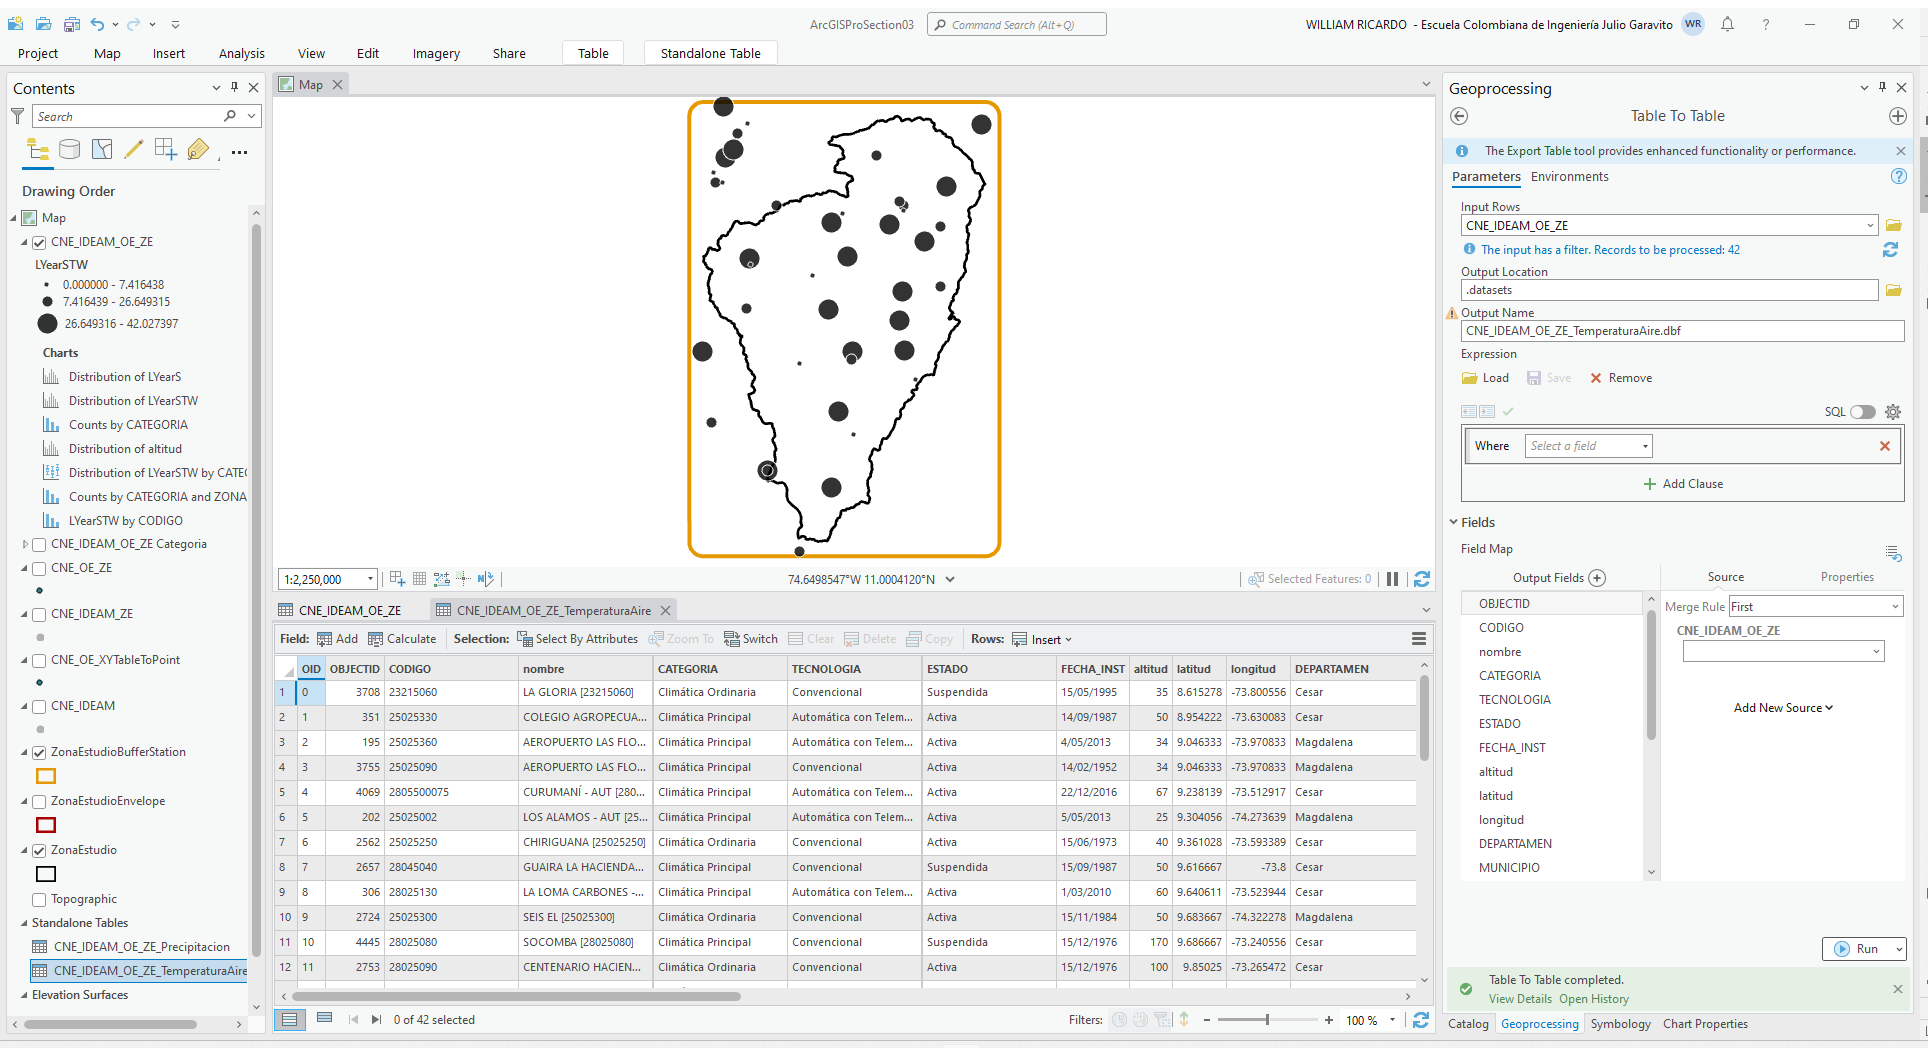 ArcGISProSection03
Command Search (Alt+Q)
WILLIAM RICARDO - Escuela Colombiana de Ingeniería Julio Garavito
WR
?
Project Map Insert Analysis View Edit Imagery Share Table Standalone Table
Contents
Search
Drawing Order
Map
CNE_IDEAM_OE_ZE
LYearSTW
0.000000 - 7.416438
7.416439 - 26.649315
26.649316 - 42.027397
Charts
Distribution of LYearS
Distribution of LYearSTW
Counts by CATEGORIA
Distribution of altitud
Distribution of LYearSTW by CATE
Counts by CATEGORIA and ZONA
LYearSTW by CODIGO
CNE_IDEAM_OE_ZE Categoria
CNE_OE_ZE
CNE_IDEAM_ZE
CNE_OE_XYTableToPoint
CNE_IDEAM
ZonaEstudioBufferStation
ZonaEstudioEnvelope
ZonaEstudio
Topographic
Standalone Tables
CNE_IDEAM_OE_ZE_Precipitacion
CNE_IDEAM_OE_ZE_TemperaturaAire
Elevation Surfaces
Map
1:2,250,000
74.6498547°W 11.0004120°N
Selected Features: 0
CNE_IDEAM_OE_ZE
CNE_IDEAM_OE_ZE_TemperaturaAire
Field: Add Calculate Selection: Select By Attributes Zoom To Switch Clear Delete Copy Rows: Insert
OID OBJECTID CODIGO nombre CATEGORIA TECNOLOGIA ESTADO FECHA_INST altitud latitud longitud DEPARTAMEN
1 0 3708 23215060 LA GLORIA [23215060] Climática Ordinaria Convencional Suspendida 15/05/1995 35 8.615278 -73.800556 Cesar
2 1 351 25025330 COLEGIO AGROPECUA... Climática Principal Automática con Telem... Activa 14/09/1987 50 8.954222 -73.630083 Cesar
3 2 195 25025360 AEROPUERTO LAS FLO... Climática Principal Automática con Telem... Activa 4/05/2013 34 9.046333 -73.970833 Magdalena
4 3 3755 25025090 AEROPUERTO LAS FLO... Climática Principal Convencional Activa 14/02/1952 34 9.046333 -73.970833 Magdalena
5 4 4069 2805500075 CURUMANÍ - AUT [280... Climática Principal Automática con Telem... Activa 22/12/2016 67 9.238139 -73.512917 Cesar
6 5 202 25025002 LOS ALAMOS - AUT [25... Climática Principal Automática con Telem... Activa 5/05/2013 25 9.304056 -74.273639 Magdalena
7 6 2562 25025250 CHIRIGUANA [25025250] Climática Ordinaria Convencional Activa 15/06/1973 40 9.361028 -73.593389 Cesar
8 7 2657 28045040 GUAIRA LA HACIENDA... Climática Principal Convencional Suspendida 15/09/1987 50 9.616667 -73.8 Cesar
9 8 306 28025130 LA LOMA CARBONES -... Climática Principal Automática con Telem... Activa 1/03/2010 60 9.640611 -73.523944 Cesar
10 9 2724 25025300 SEIS EL [25025300] Climática Ordinaria Convencional Activa 15/11/1984 50 9.683667 -74.322278 Magdalena
11 10 4445 28025080 SOCOMBA [28025080] Climática Principal Convencional Suspendida 15/12/1976 170 9.686667 -73.240556 Cesar
12 11 2753 28025090 CENTENARIO HACIEN... Climática Ordinaria Convencional Activa 15/12/1976 100 9.85025 -73.265472 Cesar
0 of 42 selected
Filters:
100 %
Geoprocessing
Table To Table
The Export Table tool provides enhanced functionality or performance.
Parameters Environments
Input Rows
CNE_IDEAM_OE_ZE
The input has a filter. Records to be processed: 42
Output Location
.datasets
Output Name
CNE_IDEAM_OE_ZE_TemperaturaAire.dbf
Expression
Load Save Remove
SQL
Where Select a field
Add Clause
Fields
Field Map
Output Fields
Source Properties
OBJECTID
CODIGO
nombre
CATEGORIA
TECNOLOGIA
ESTADO
FECHA_INST
altitud
latitud
longitud
DEPARTAMEN
MUNICIPIO
Merge Rule First
CNE_IDEAM_OE_ZE
Add New Source
Run
Table To Table completed.
View Details Open History
Catalog Geoprocessing Symbology Chart Properties